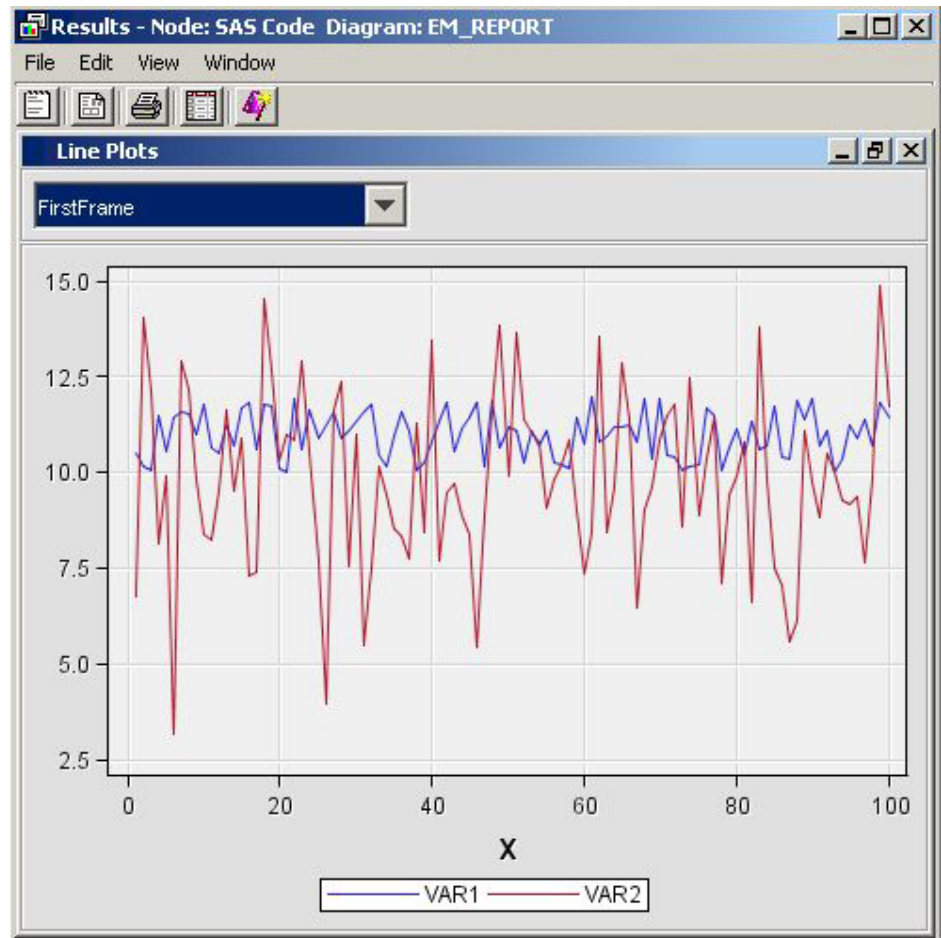 Results - Node: SAS Code Diagram: EM_REPORT
File Edit View Window
Line Plots
FirstFrame
15.0
12.5
10.0
7.5
5.0
2.5
0 20 40 60 80 100
X
VAR1 VAR2